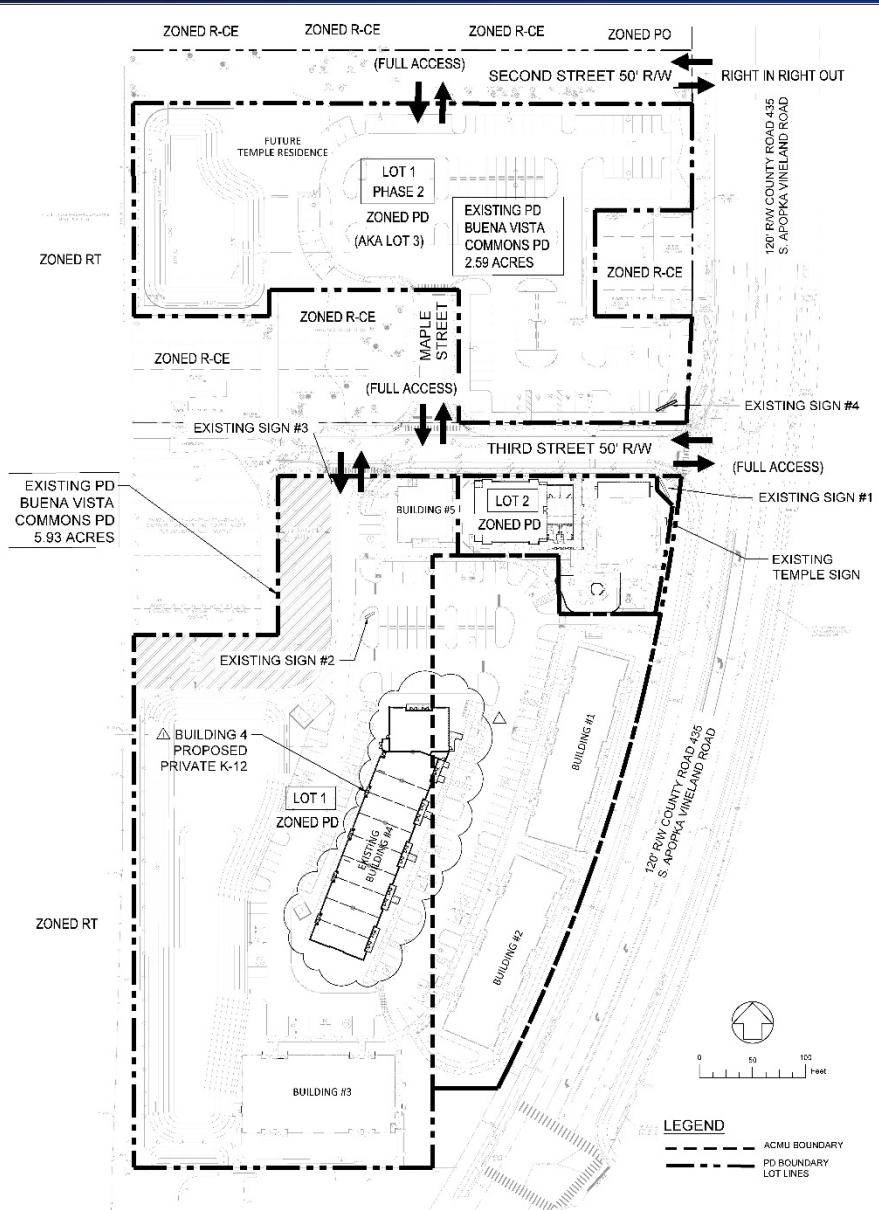 ZONED R-CE
ZONED R-CE
ZONED R-CE
ZONED PO
(FULL ACCESS)
SECOND STREET 50' R/W
RIGHT IN RIGHT OUT
120' R/W COUNTY ROAD 435
S. APOPKA VINELAND ROAD
FUTURE
TEMPLE RESIDENCE
LOT 1
PHASE 2
ZONED PD
(AKA LOT 3)
EXISTING PD
BUENA VISTA
COMMONS PD
2.59 ACRES
ZONED RT
ZONED R-CE
ZONED R-CE
ZONED R-CE
MAPLE
STREET
(FULL ACCESS)
EXISTING SIGN #4
EXISTING SIGN #3
THIRD STREET 50' R/W
(FULL ACCESS)
EXISTING PD
BUENA VISTA
COMMONS PD
5.93 ACRES
BUILDING #5
LOT 2
ZONED PD
EXISTING SIGN #1
EXISTING
TEMPLE SIGN
EXISTING SIGN #2
BUILDING 4
PROPOSED
PRIVATE K-12
LOT 1
ZONED PD
EXISTING
BUILDING #4
BUILDING #1
BUILDING #2
120' R/W COUNTY ROAD 435
S. APOPKA VINELAND ROAD
ZONED RT
BUILDING #3
0 50 100
Feet
LEGEND
ACMU BOUNDARY
PD BOUNDARY
LOT LINES